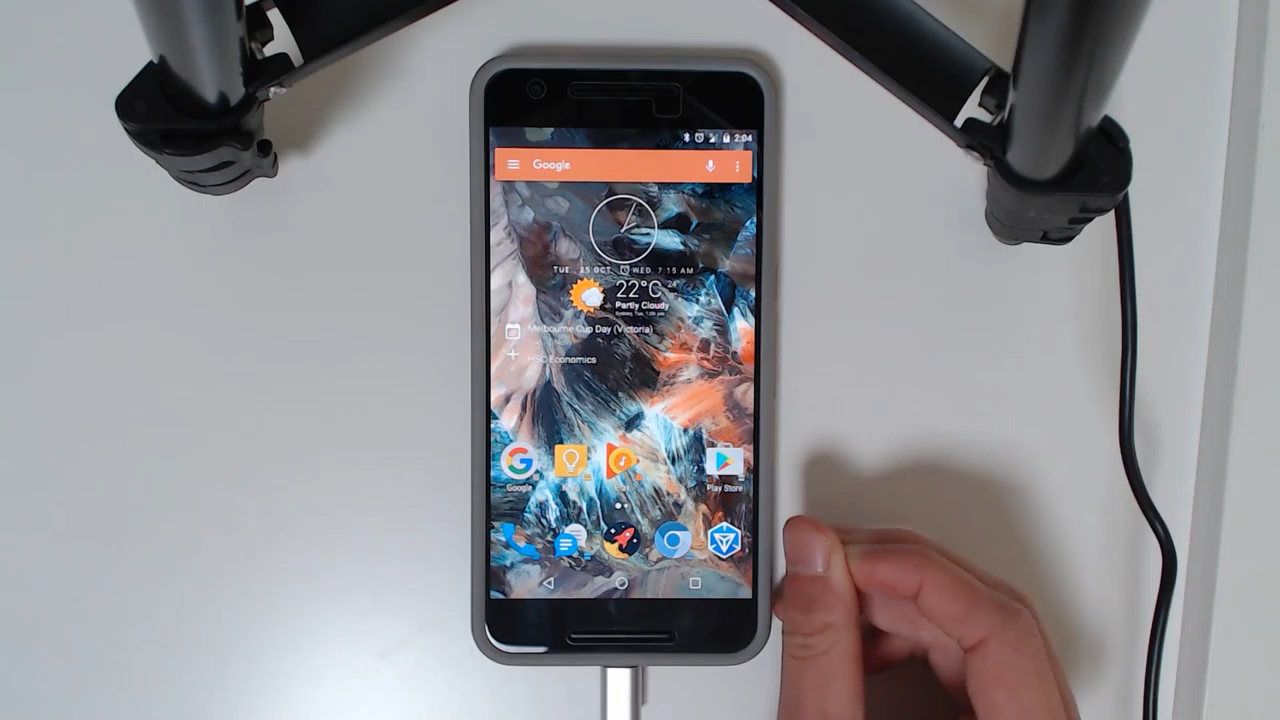 2:04
Google
TUE, 25 OCT WED, 7:15 AM
22°C 24°
Partly Cloudy
Melbourne Cup Day (Victoria)
HSC Economics
Google
Play Store